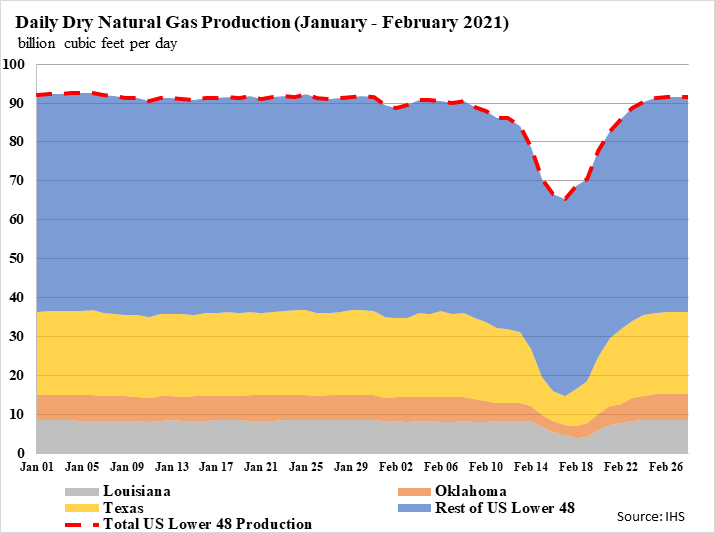 Daily Dry Natural Gas Production (January - February 2021)
billion cubic feet per day
100
90
80
70
60
50
40
30
20
10
0
Jan 01 Jan 05 Jan 09 Jan 13 Jan 17 Jan 21 Jan 25 Jan 29 Feb 02 Feb 06 Feb 10 Feb 14 Feb 18 Feb 22 Feb 26
Louisiana Oklahoma
Texas Rest of US Lower 48
Total US Lower 48 Production
Source: IHS